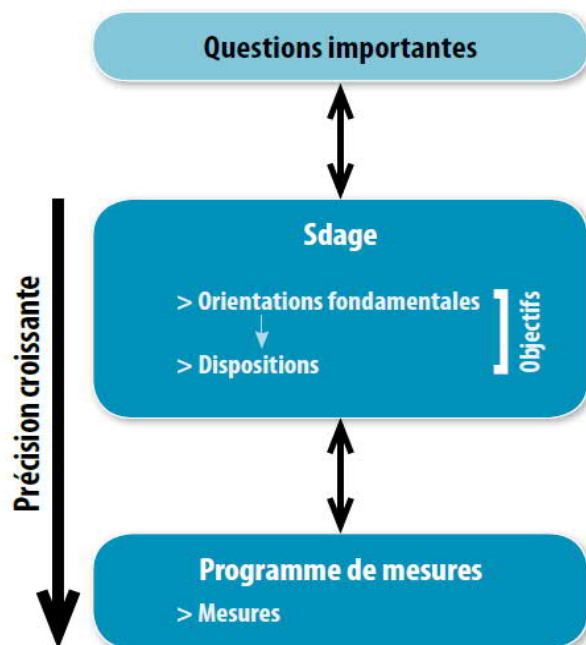 Questions importantes
Précision croissante
Sdage
> Orientations fondamentales
> Dispositions
Objectifs
Programme de mesures
> Mesures